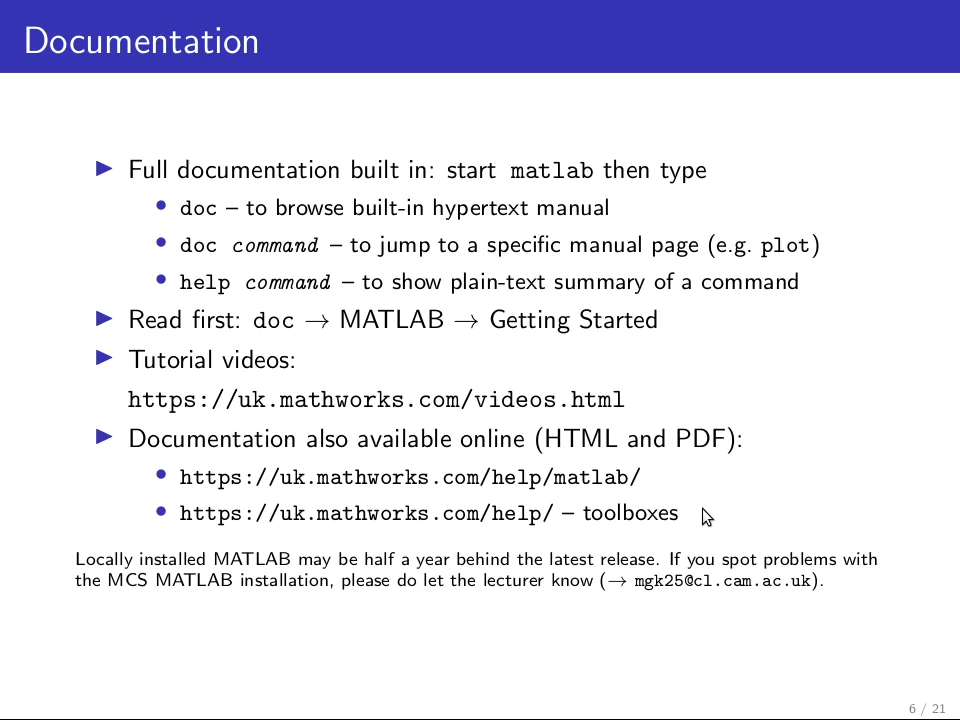 Documentation
Full documentation built in: start matlab then type
doc – to browse built-in hypertext manual
doc command – to jump to a specific manual page (e.g. plot)
help command – to show plain-text summary of a command
Read first: doc → MATLAB → Getting Started
Tutorial videos:
https://uk.mathworks.com/videos.html
Documentation also available online (HTML and PDF):
https://uk.mathworks.com/help/matlab/
https://uk.mathworks.com/help/ – toolboxes
Locally installed MATLAB may be half a year behind the latest release. If you spot problems with
the MCS MATLAB installation, please do let the lecturer know (→ mgk25@cl.cam.ac.uk).
6 / 21